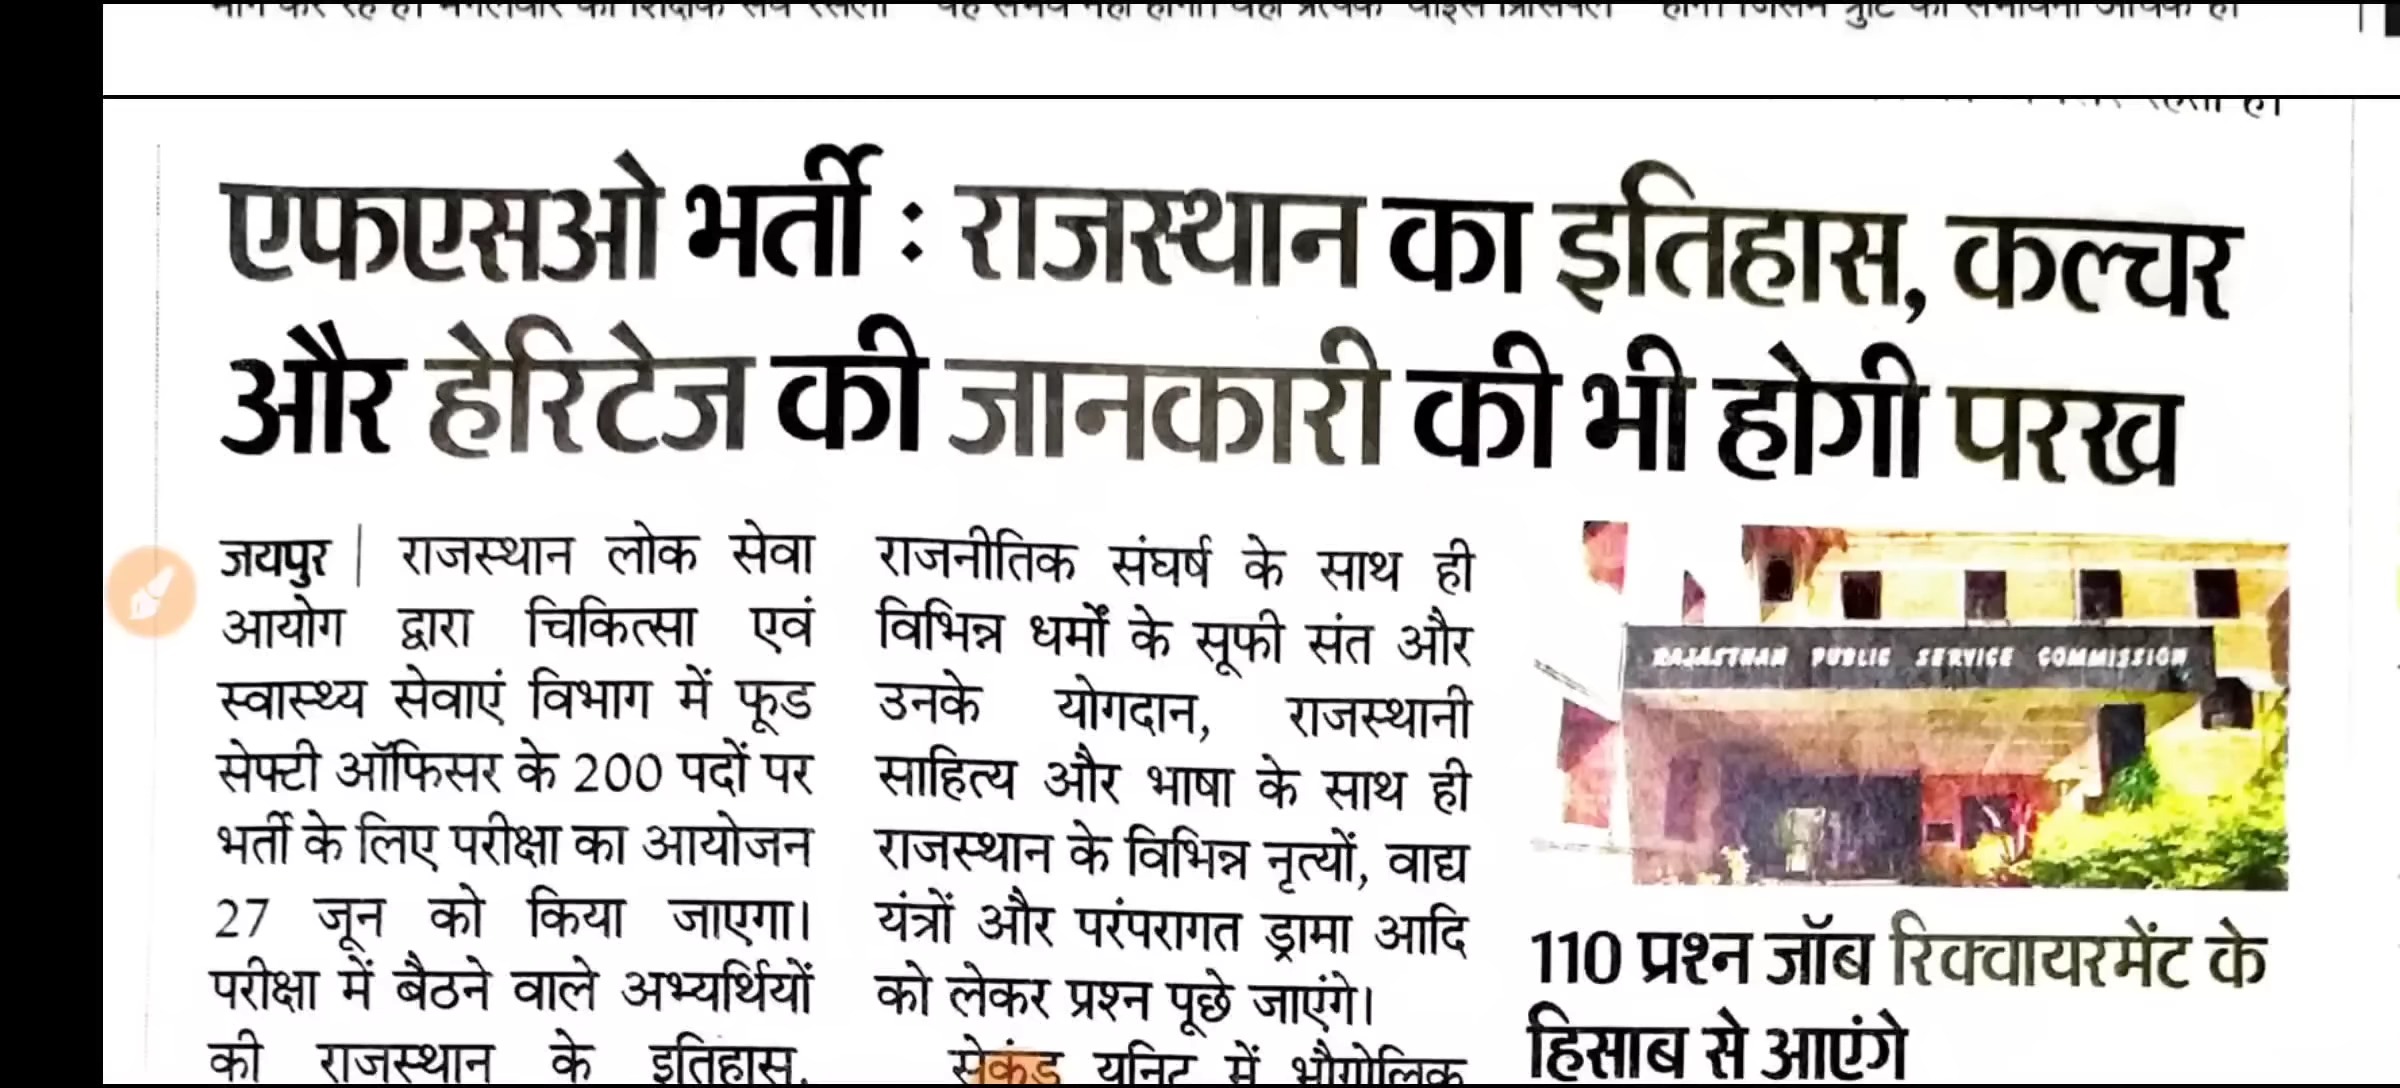 एफएसओ भर्ती : राजस्थान का इतिहास, कल्चर
और हेरिटेज की जानकारी की भी होगी परख
जयपुर | राजस्थान लोक सेवा
आयोग द्वारा चिकित्सा एवं
स्वास्थ्य सेवाएं विभाग में फूड
सेफ्टी ऑफिसर के 200 पदों पर
भर्ती के लिए परीक्षा का आयोजन
27 जून को किया जाएगा।
परीक्षा में बैठने वाले अभ्यर्थियों
की राजस्थान के इतिहास,
राजनीतिक संघर्ष के साथ ही
विभिन्न धर्मों के सूफी संत और
उनके योगदान, राजस्थानी
साहित्य और भाषा के साथ ही
राजस्थान के विभिन्न नृत्यों, वाद्य
यंत्रों और परंपरागत ड्रामा आदि
को लेकर प्रश्न पूछे जाएंगे।
सेकंड यूनिट में भौगोलिक
RAJASTHAN PUBLIC SERVICE COMMISSION
110 प्रश्न जॉब रिक्वायरमेंट के
हिसाब से आएंगे